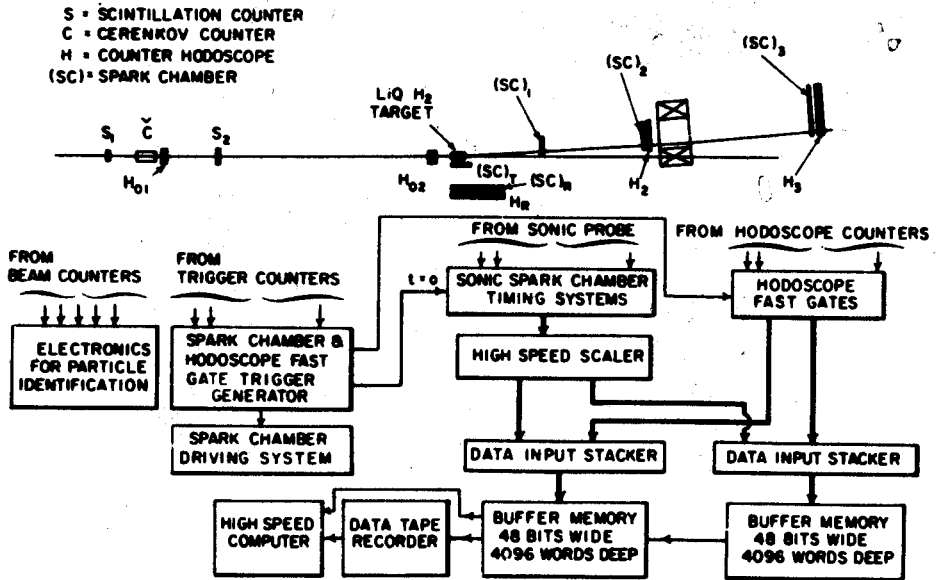 S = SCINTILLATION COUNTER
C = CERENKOV COUNTER
H = COUNTER HODOSCOPE
(SC)= SPARK CHAMBER
(SC)3
(SC)2
(SC)1
LIQ H2
TARGET
S1
Č
S2
H01
H02
(SC)T
(SC)R
HR
H2
H3
FROM
BEAM COUNTERS
FROM
TRIGGER COUNTERS
FROM SONIC PROBE
FROM HODOSCOPE COUNTERS
t=0
ELECTRONICS
FOR PARTICLE
IDENTIFICATION
SPARK CHAMBER &
HODOSCOPE FAST
GATE TRIGGER
GENERATOR
SONIC SPARK CHAMBER
TIMING SYSTEMS
HODOSCOPE
FAST GATES
HIGH SPEED SCALER
SPARK CHAMBER
DRIVING SYSTEM
DATA INPUT STACKER
DATA INPUT STACKER
HIGH SPEED
COMPUTER
DATA TAPE
RECORDER
BUFFER MEMORY
48 BITS WIDE
4096 WORDS DEEP
BUFFER MEMORY
48 BITS WIDE
4096 WORDS DEEP